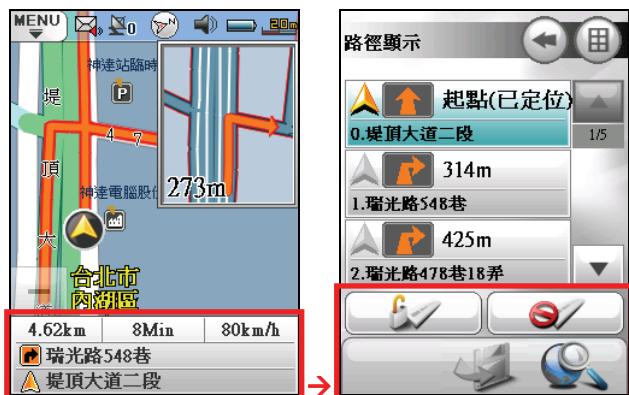 MENU
0
N
20m
神達站臨時
P
堤
4 7
頂
273m
神達電腦股份
大
台北市
內湖區
4.62km 8Min 80km/h
瑞光路548巷
堤頂大道二段
路徑顯示
起點(已定位)
0.堤頂大道二段
1/5
314m
1.瑞光路548巷
425m
2.瑞光路478巷18弄